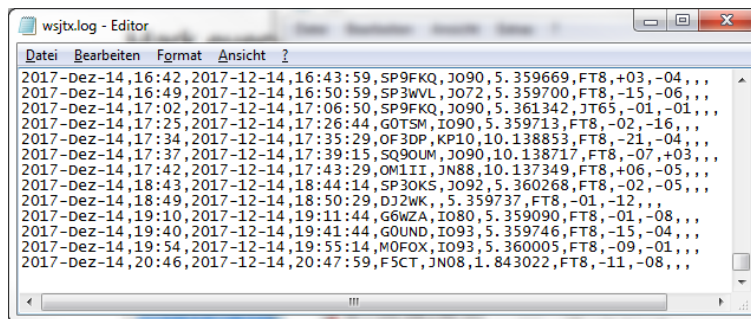 wsjtx.log - Editor
Datei Bearbeiten Format Ansicht ?
2017-Dez-14,16:42,2017-12-14,16:43:59,SP9FKQ,JO90,5.359669,FT8,+03,-04,,,
2017-Dez-14,16:49,2017-12-14,16:50:59,SP3WVL,JO72,5.359700,FT8,-15,-06,,,
2017-Dez-14,17:02,2017-12-14,17:06:50,SP9FKQ,JO90,5.361342,JT65,-01,-01,,,
2017-Dez-14,17:25,2017-12-14,17:26:44,G0TSM,IO90,5.359713,FT8,-02,-16,,,
2017-Dez-14,17:34,2017-12-14,17:35:29,OF3DP,KP10,10.138853,FT8,-21,-04,,,
2017-Dez-14,17:37,2017-12-14,17:39:15,SQ9OUM,JO90,10.138717,FT8,-07,+03,,,
2017-Dez-14,17:42,2017-12-14,17:43:29,OM1II,JN88,10.137349,FT8,+06,-05,,,
2017-Dez-14,18:43,2017-12-14,18:44:14,SP3OKS,JO92,5.360268,FT8,-02,-05,,,
2017-Dez-14,18:49,2017-12-14,18:50:29,DJ2WK,,5.359737,FT8,-01,-12,,,
2017-Dez-14,19:10,2017-12-14,19:11:44,G6WZA,IO80,5.359090,FT8,-01,-08,,,
2017-Dez-14,19:40,2017-12-14,19:41:44,G0UND,IO93,5.359746,FT8,-15,-04,,,
2017-Dez-14,19:54,2017-12-14,19:55:14,M0FOX,IO93,5.360005,FT8,-09,-01,,,
2017-Dez-14,20:46,2017-12-14,20:47:59,F5CT,JN08,1.843022,FT8,-11,-08,,,